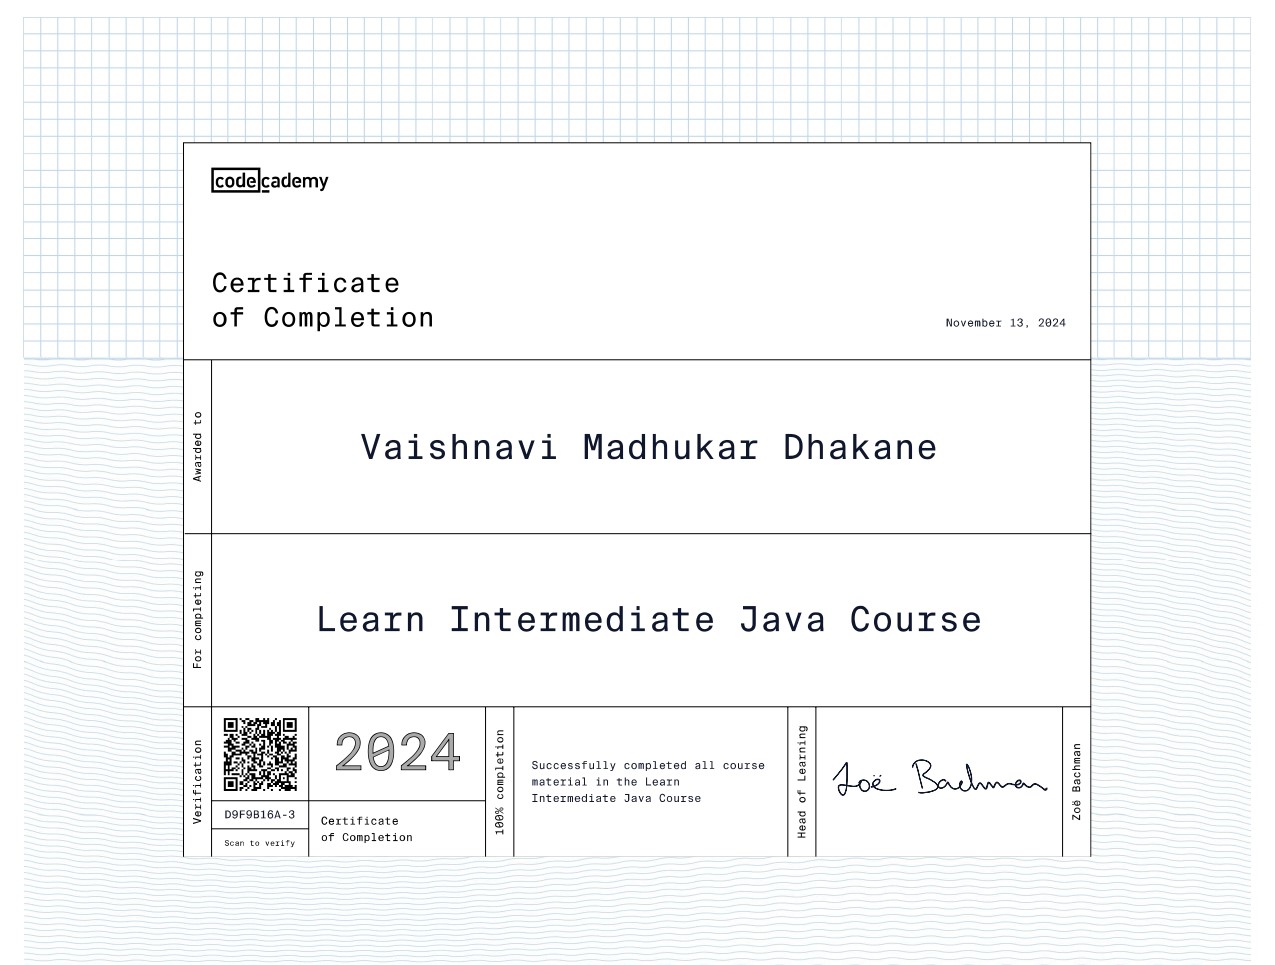 codecademy
Certificate
of Completion
November 13, 2024
Awarded to
Vaishnavi Madhukar Dhakane
For completing
Learn Intermediate Java Course
Verification
D9F9B16A-3
Scan to verify
2024
Certificate
of Completion
100% completion
Successfully completed all course
material in the Learn
Intermediate Java Course
Head of Learning
Zoë Bachman
Zoë Bachman